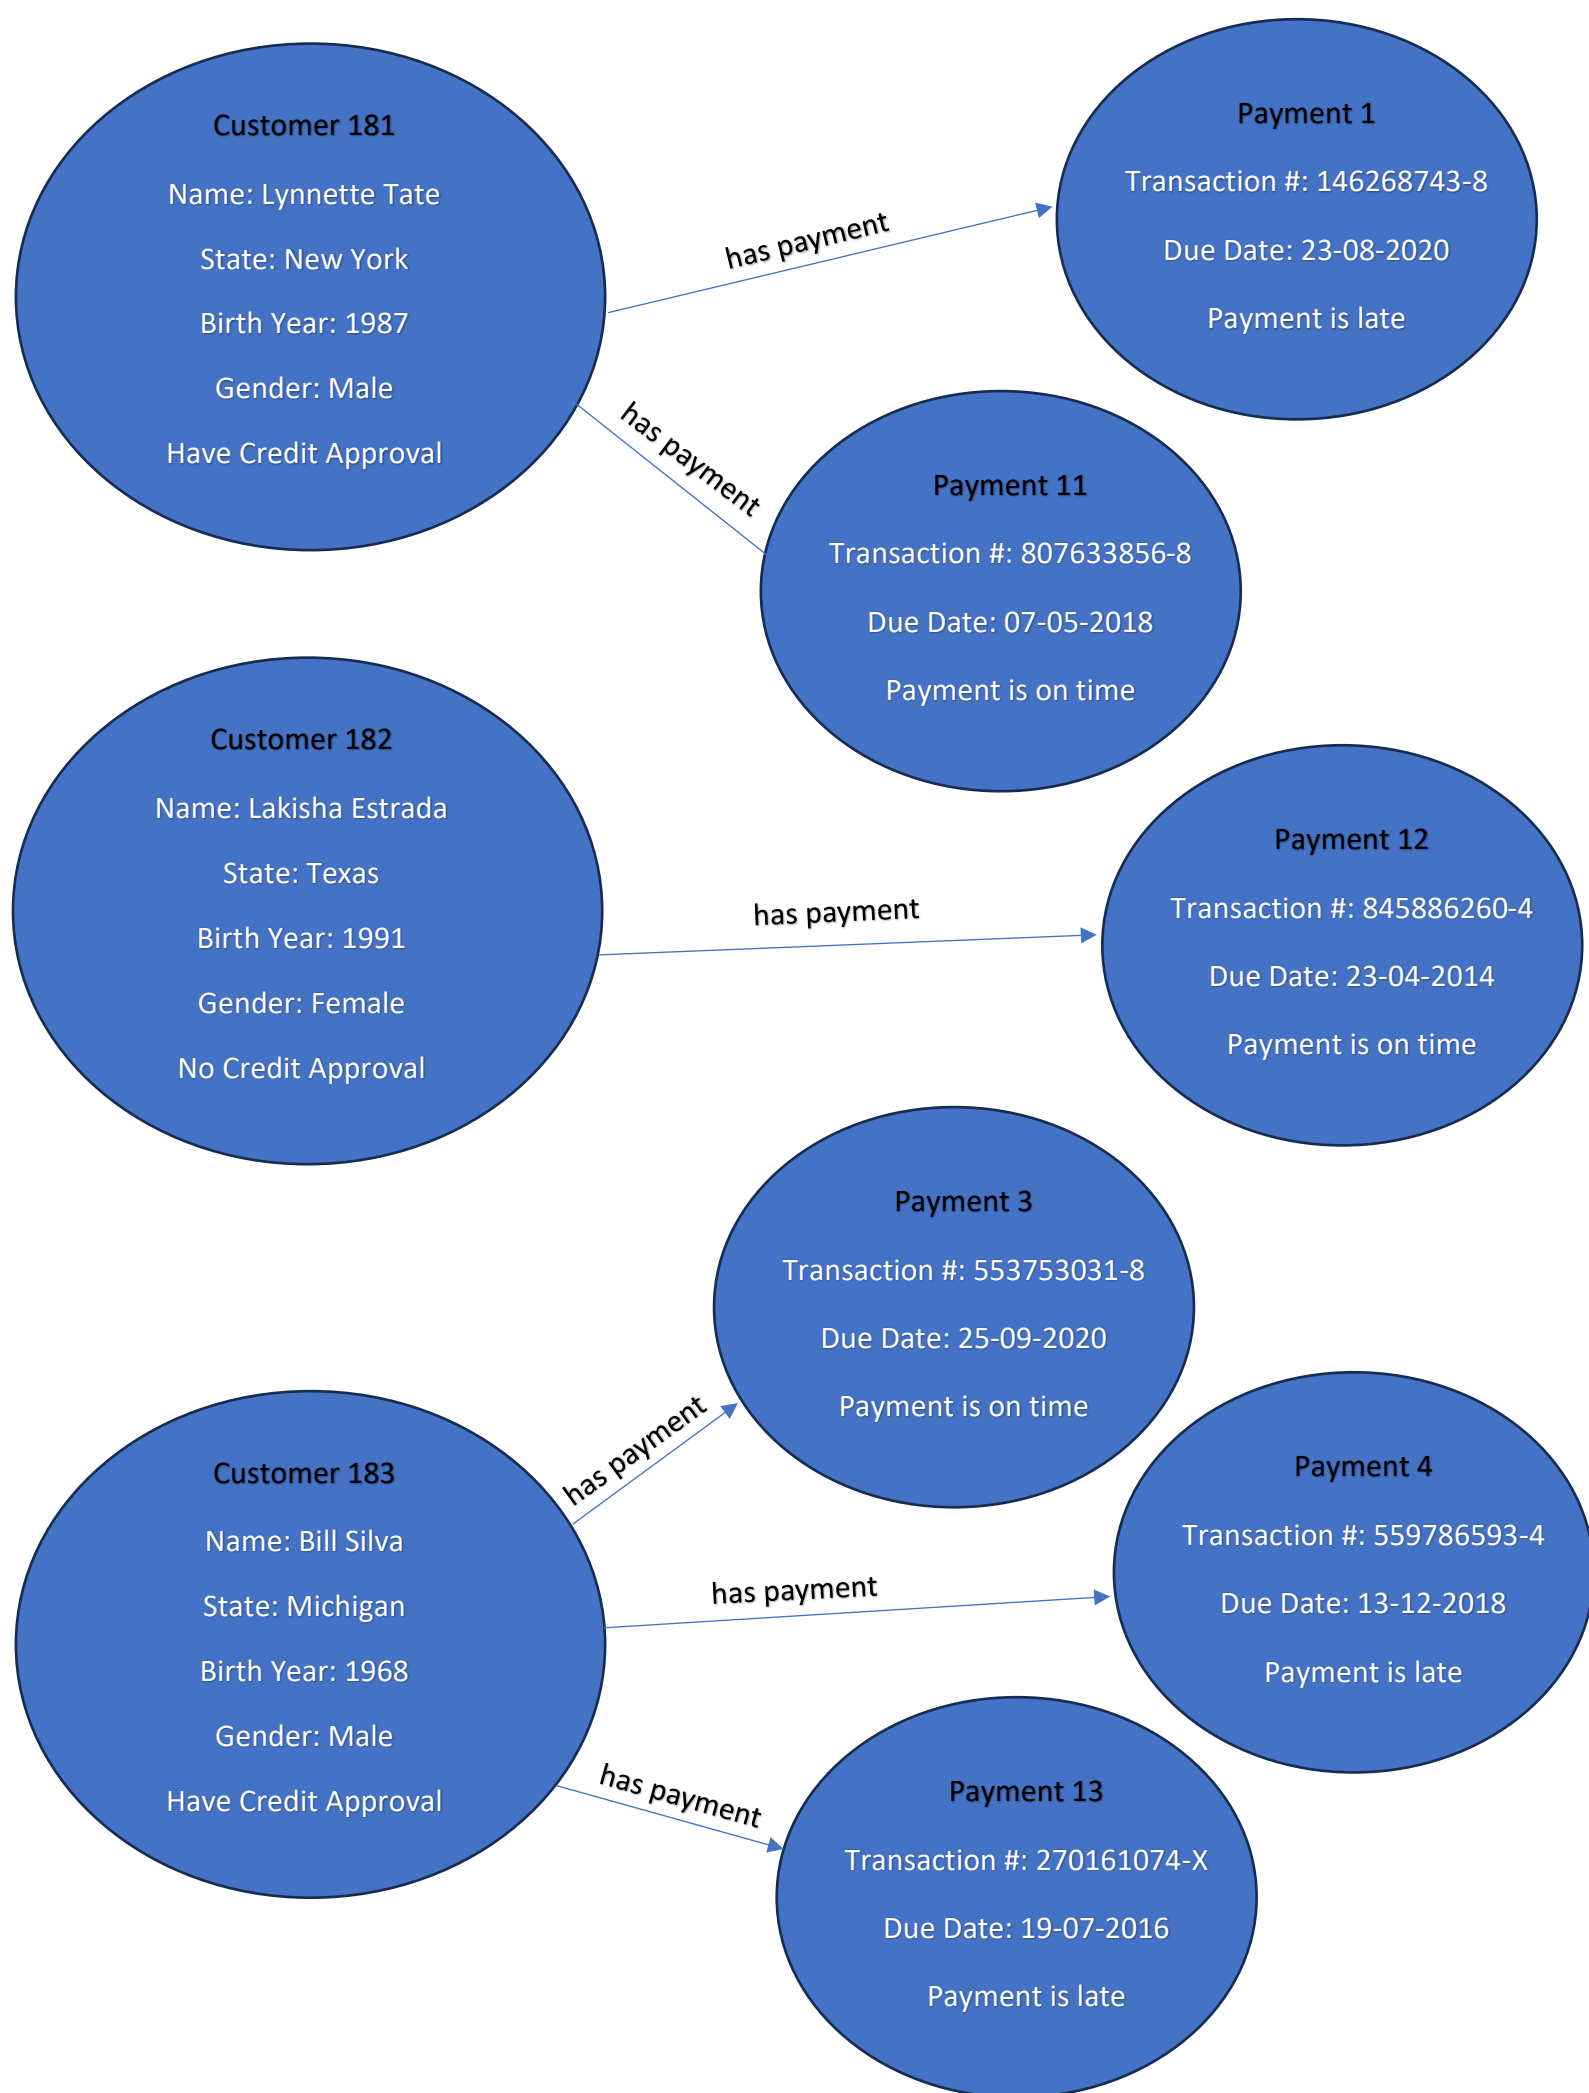 Customer 181
Name: Lynnette Tate
State: New York
Birth Year: 1987
Gender: Male
Have Credit Approval
has payment
Payment 1
Transaction #: 146268743-8
Due Date: 23-08-2020
Payment is late
has payment
Payment 11
Transaction #: 807633856-8
Due Date: 07-05-2018
Payment is on time
Customer 182
Name: Lakisha Estrada
State: Texas
Birth Year: 1991
Gender: Female
No Credit Approval
has payment
Payment 12
Transaction #: 845886260-4
Due Date: 23-04-2014
Payment is on time
Customer 183
Name: Bill Silva
State: Michigan
Birth Year: 1968
Gender: Male
Have Credit Approval
has payment
Payment 3
Transaction #: 553753031-8
Due Date: 25-09-2020
Payment is on time
has payment
Payment 4
Transaction #: 559786593-4
Due Date: 13-12-2018
Payment is late
has payment
Payment 13
Transaction #: 270161074-X
Due Date: 19-07-2016
Payment is late